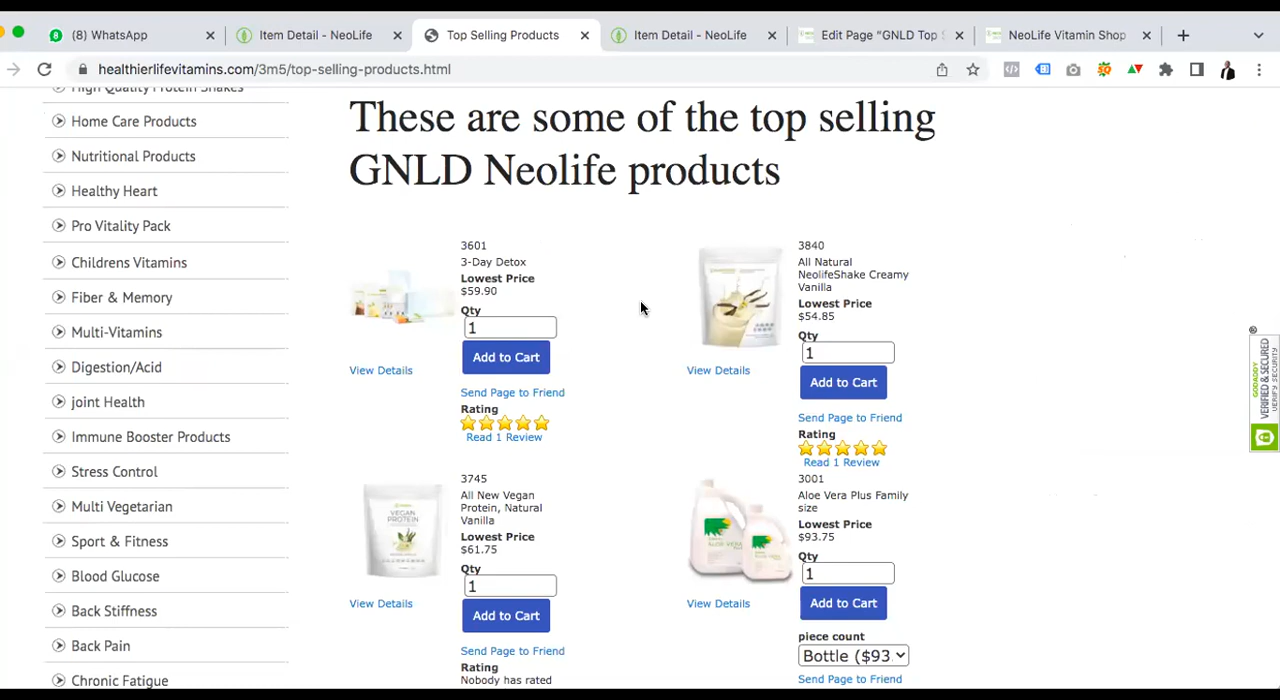 (8) WhatsApp
Item Detail - NeoLife
Top Selling Products
Item Detail - NeoLife
Edit Page "GNLD Top S
NeoLife Vitamin Shop
healthierlifevitamins.com/3m5/top-selling-products.html
High Quality Protein Shakes
Home Care Products
Nutritional Products
Healthy Heart
Pro Vitality Pack
Childrens Vitamins
Fiber & Memory
Multi-Vitamins
Digestion/Acid
joint Health
Immune Booster Products
Stress Control
Multi Vegetarian
Sport & Fitness
Blood Glucose
Back Stiffness
Back Pain
Chronic Fatigue
These are some of the top selling
GNLD Neolife products
3601
3-Day Detox
Lowest Price
$59.90
Qty
1
Add to Cart
View Details
Send Page to Friend
Rating
Read 1 Review
3840
All Natural
NeolifeShake Creamy
Vanilla
Lowest Price
$54.85
Qty
1
Add to Cart
View Details
Send Page to Friend
Rating
Read 1 Review
3745
All New Vegan
Protein, Natural
Vanilla
Lowest Price
$61.75
Qty
1
Add to Cart
View Details
Send Page to Friend
Rating
Nobody has rated
VEGAN
PROTEIN
3001
Aloe Vera Plus Family
size
Lowest Price
$93.75
Qty
1
Add to Cart
View Details
piece count
Bottle ($93.
Send Page to Friend
GODADDY
VERIFIED & SECURED
VERIFY SECURITY